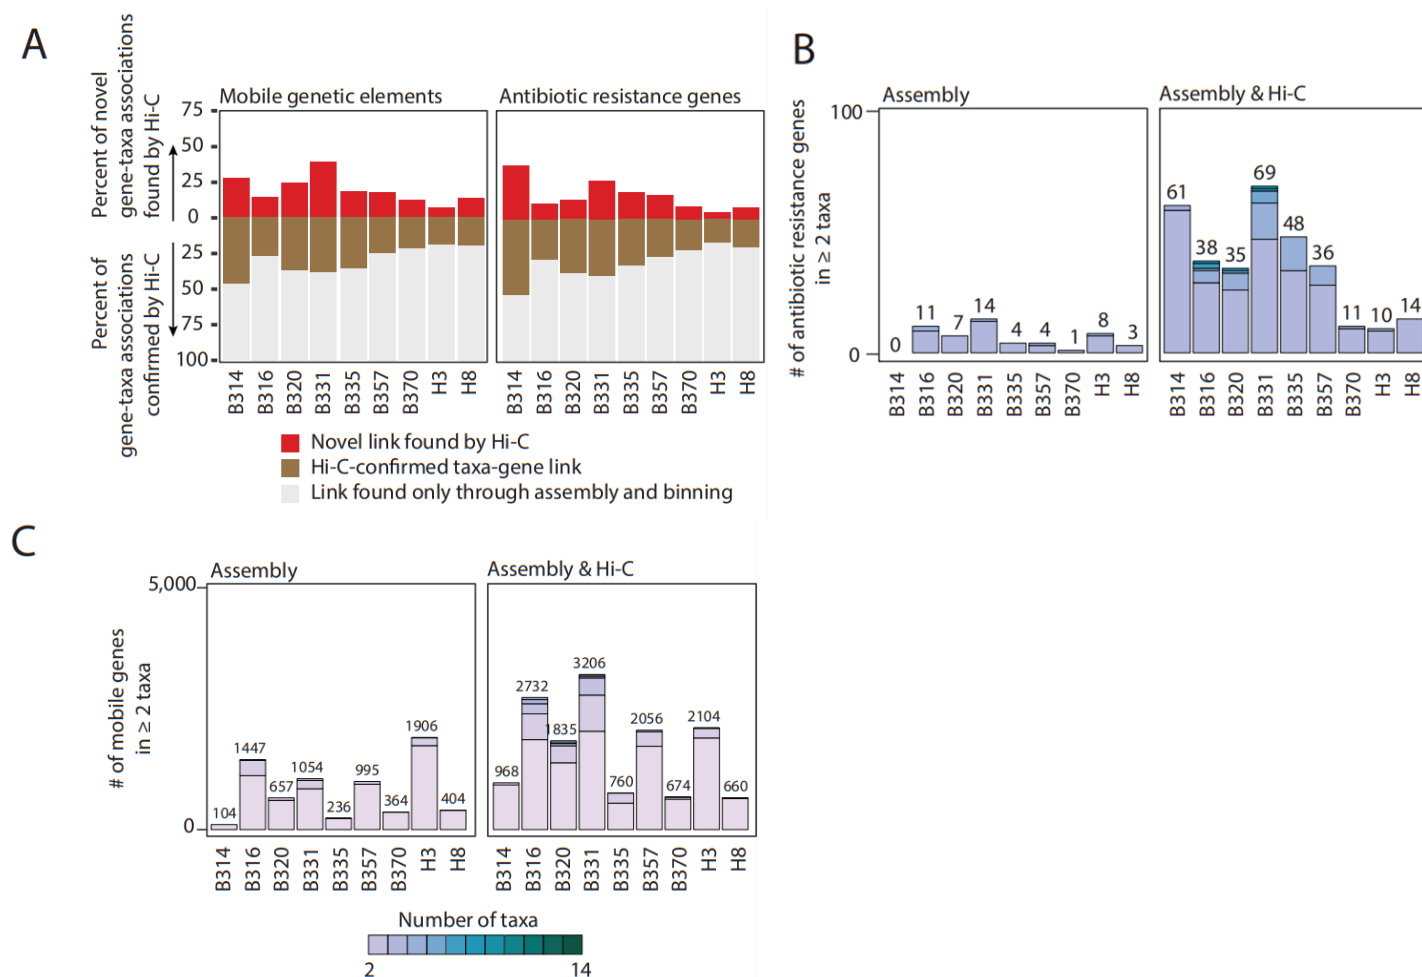 A
Percent of novel
gene-taxa associations
found by Hi-C
Percent of
gene-taxa associations
confirmed by Hi-C
Mobile genetic elements
Antibiotic resistance genes
75
50
25
0
25
50
75
100
B314 B316 B320 B331 B335 B357 B370 H3 H8
B314 B316 B320 B331 B335 B357 B370 H3 H8
Novel link found by Hi-C
Hi-C-confirmed taxa-gene link
Link found only through assembly and binning
B
# of antibiotic resistance genes
in ≥ 2 taxa
Assembly
Assembly & Hi-C
100
0
0 11 7 14 4 4 1 8 3
61 38 35 69 48 36 11 10 14
B314 B316 B320 B331 B335 B357 B370 H3 H8
B314 B316 B320 B331 B335 B357 B370 H3 H8
C
# of mobile genes
in ≥ 2 taxa
Assembly
Assembly & Hi-C
5,000
0
104 1447 657 1054 236 995 364 1906 404
968 2732 1835 3206 760 2056 674 2104 660
B314 B316 B320 B331 B335 B357 B370 H3 H8
B314 B316 B320 B331 B335 B357 B370 H3 H8
Number of taxa
2 14